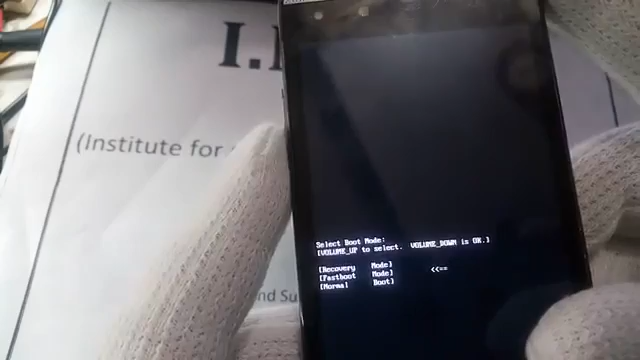 I.
(Institute for
nd Su
Select Boot Mode:
[VOLUME_UP to select. VOLUME_DOWN is OK.]
[Recovery Mode]
[Fastboot Mode] <<==
[Normal Boot]